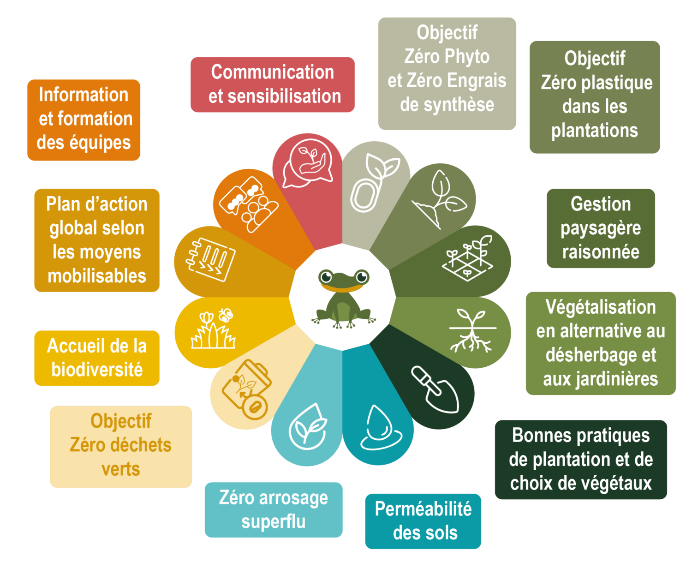 Objectif
Zéro Phyto
et Zéro Engrais
de synthèse
Objectif
Zéro plastique
dans les
plantations
Gestion
paysagère
raisonnée
Végétalisation
en alternative au
désherbage et
aux jardinières
Bonnes pratiques
de plantation et de
choix de végétaux
Perméabilité
des sols
Zéro arrosage
superflu
Objectif
Zéro déchets
verts
Accueil de la
biodiversité
Plan d’action
global selon
les moyens
mobilisables
Information
et formation
des équipes
Communication
et sensibilisation